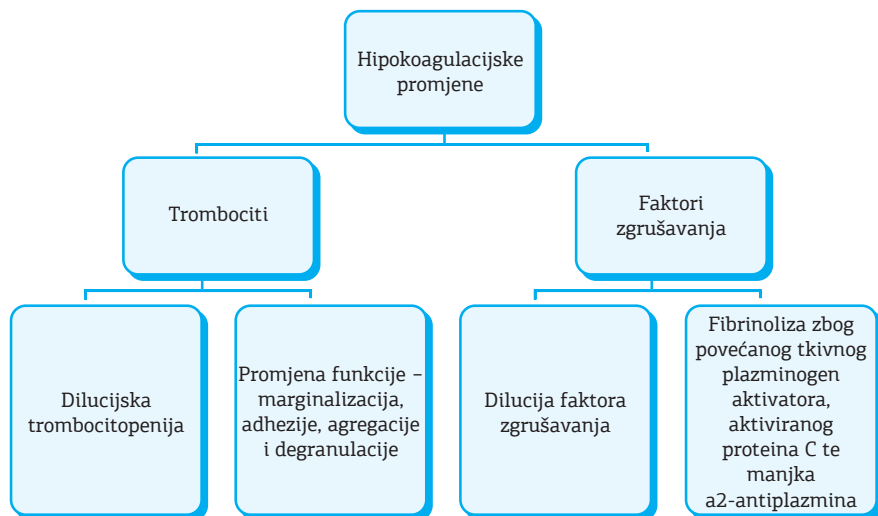 Hipokoagulacijske
promjene
Trombociti
Faktori
zgrušavanja
Dilucijska
trombocitopenija
Promjena funkcije –
marginalizacija,
adhezije, agregacije
i degranulacije
Dilucija faktora
zgrušavanja
Fibrinoliza zbog
povećanog tkivnog
plazminogen
aktivatora,
aktiviranog
proteina C te
manjka
a2-antiplazmina